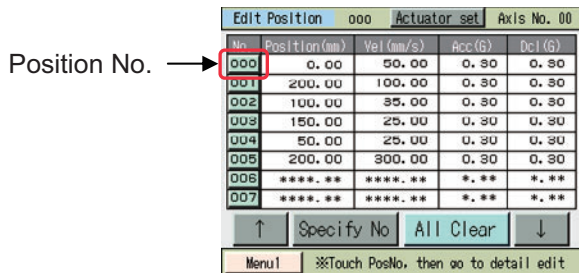 Edit Position 000 Actuator set Axis No. 00
Position No.
No. Position(mm) Vel(mm/s) Acc(G) Dcl(G)
000 0.00 50.00 0.30 0.30
001 200.00 100.00 0.30 0.30
002 100.00 35.00 0.30 0.30
003 150.00 25.00 0.30 0.30
004 50.00 25.00 0.30 0.30
005 200.00 300.00 0.30 0.30
006 ****.** ****.** *.** *.**
007 ****.** ****.** *.** *.**
↑ Specify No All Clear ↓
Menu1 ※Touch PosNo. then go to detail edit